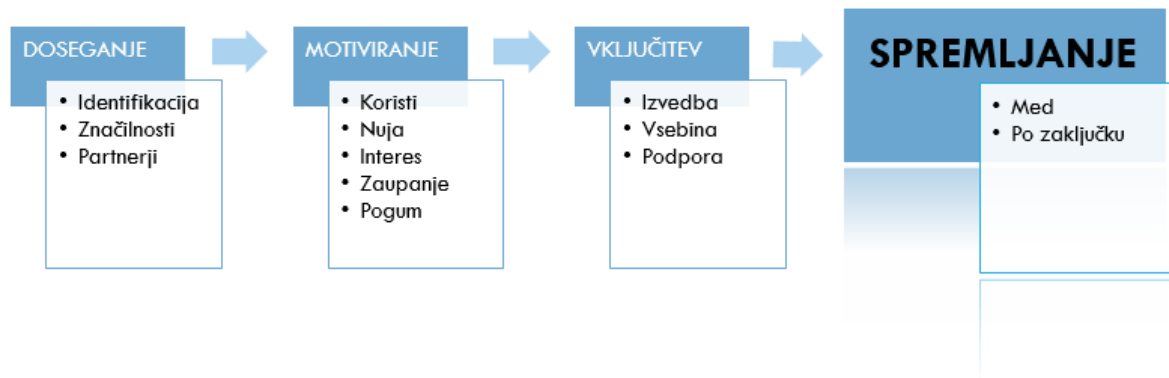 DOSEGANJE
• Identifikacija
• Značilnosti
• Partnerji
MOTIVIRANJE
• Koristi
• Nuja
• Interes
• Zaupanje
• Pogum
VKLJUČITEV
• Izvedba
• Vsebina
• Podpora
SPREMLJANJE
• Med
• Po zaključku